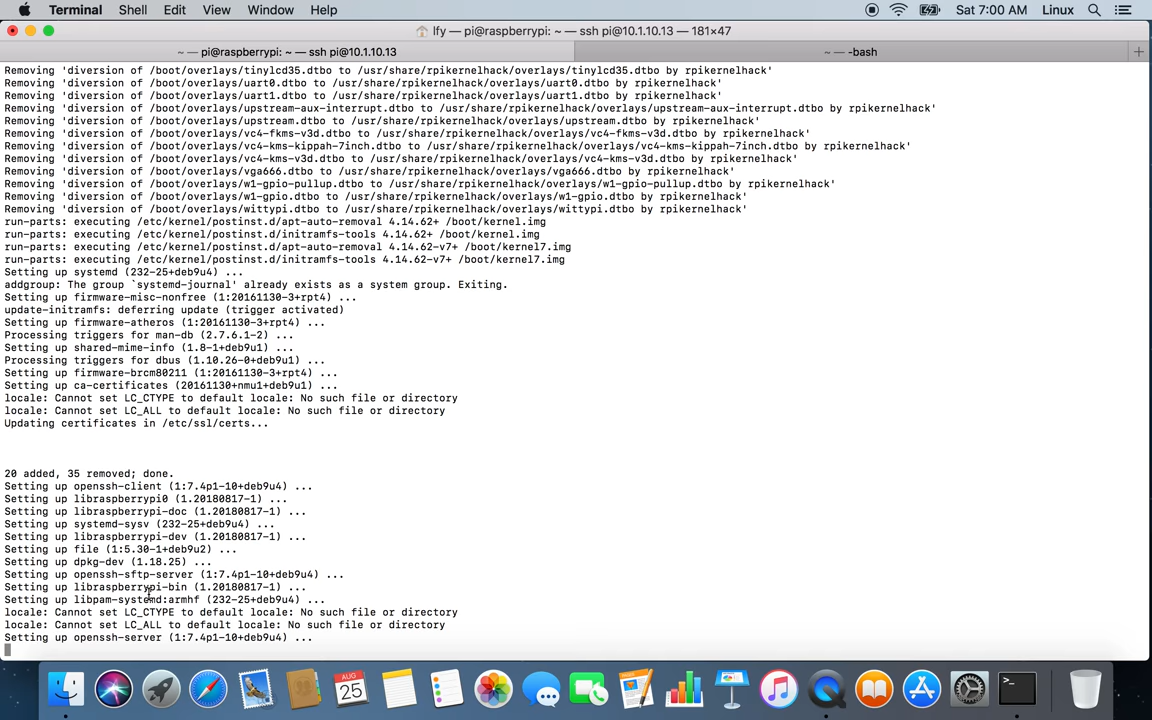 Terminal Shell Edit View Window Help Sat 7:00 AM Linux
lfy — pi@raspberrypi: ~ — ssh pi@10.1.10.13 — 181×47
~ — pi@raspberrypi: ~ — ssh pi@10.1.10.13 ~ — -bash
Removing 'diversion of /boot/overlays/tinylcd35.dtbo to /usr/share/rpikernelhack/overlays/tinylcd35.dtbo by rpikernelhack'
Removing 'diversion of /boot/overlays/uart0.dtbo to /usr/share/rpikernelhack/overlays/uart0.dtbo by rpikernelhack'
Removing 'diversion of /boot/overlays/uart1.dtbo to /usr/share/rpikernelhack/overlays/uart1.dtbo by rpikernelhack'
Removing 'diversion of /boot/overlays/upstream-aux-interrupt.dtbo to /usr/share/rpikernelhack/overlays/upstream-aux-interrupt.dtbo by rpikernelhack'
Removing 'diversion of /boot/overlays/upstream.dtbo to /usr/share/rpikernelhack/overlays/upstream.dtbo by rpikernelhack'
Removing 'diversion of /boot/overlays/vc4-fkms-v3d.dtbo to /usr/share/rpikernelhack/overlays/vc4-fkms-v3d.dtbo by rpikernelhack'
Removing 'diversion of /boot/overlays/vc4-kms-kippah-7inch.dtbo to /usr/share/rpikernelhack/overlays/vc4-kms-kippah-7inch.dtbo by rpikernelhack'
Removing 'diversion of /boot/overlays/vc4-kms-v3d.dtbo to /usr/share/rpikernelhack/overlays/vc4-kms-v3d.dtbo by rpikernelhack'
Removing 'diversion of /boot/overlays/vga666.dtbo to /usr/share/rpikernelhack/overlays/vga666.dtbo by rpikernelhack'
Removing 'diversion of /boot/overlays/w1-gpio-pullup.dtbo to /usr/share/rpikernelhack/overlays/w1-gpio-pullup.dtbo by rpikernelhack'
Removing 'diversion of /boot/overlays/w1-gpio.dtbo to /usr/share/rpikernelhack/overlays/w1-gpio.dtbo by rpikernelhack'
Removing 'diversion of /boot/overlays/wittypi.dtbo to /usr/share/rpikernelhack/overlays/wittypi.dtbo by rpikernelhack'
run-parts: executing /etc/kernel/postinst.d/apt-auto-removal 4.14.62+ /boot/kernel.img
run-parts: executing /etc/kernel/postinst.d/initramfs-tools 4.14.62+ /boot/kernel.img
run-parts: executing /etc/kernel/postinst.d/apt-auto-removal 4.14.62-v7+ /boot/kernel7.img
run-parts: executing /etc/kernel/postinst.d/initramfs-tools 4.14.62-v7+ /boot/kernel7.img
Setting up systemd (232-25+deb9u4) ...
addgroup: The group `systemd-journal' already exists as a system group. Exiting.
Setting up firmware-misc-nonfree (1:20161130-3+rpt4) ...
update-initramfs: deferring update (trigger activated)
Setting up firmware-atheros (1:20161130-3+rpt4) ...
Processing triggers for man-db (2.7.6.1-2) ...
Setting up shared-mime-info (1.8-1+deb9u1) ...
Processing triggers for dbus (1.10.26-0+deb9u1) ...
Setting up firmware-brcm80211 (1:20161130-3+rpt4) ...
Setting up ca-certificates (20161130+nmu1+deb9u1) ...
locale: Cannot set LC_CTYPE to default locale: No such file or directory
locale: Cannot set LC_ALL to default locale: No such file or directory
Updating certificates in /etc/ssl/certs...
20 added, 35 removed; done.
Setting up openssh-client (1:7.4p1-10+deb9u4) ...
Setting up libraspberrypi0 (1.20180817-1) ...
Setting up libraspberrypi-doc (1.20180817-1) ...
Setting up systemd-sysv (232-25+deb9u4) ...
Setting up libraspberrypi-dev (1.20180817-1) ...
Setting up file (1:5.30-1+deb9u2) ...
Setting up dpkg-dev (1.18.25) ...
Setting up openssh-sftp-server (1:7.4p1-10+deb9u4) ...
Setting up libraspberrypi-bin (1.20180817-1) ...
Setting up libpam-systemd:armhf (232-25+deb9u4) ...
locale: Cannot set LC_CTYPE to default locale: No such file or directory
locale: Cannot set LC_ALL to default locale: No such file or directory
Setting up openssh-server (1:7.4p1-10+deb9u4) ...
AUG
25